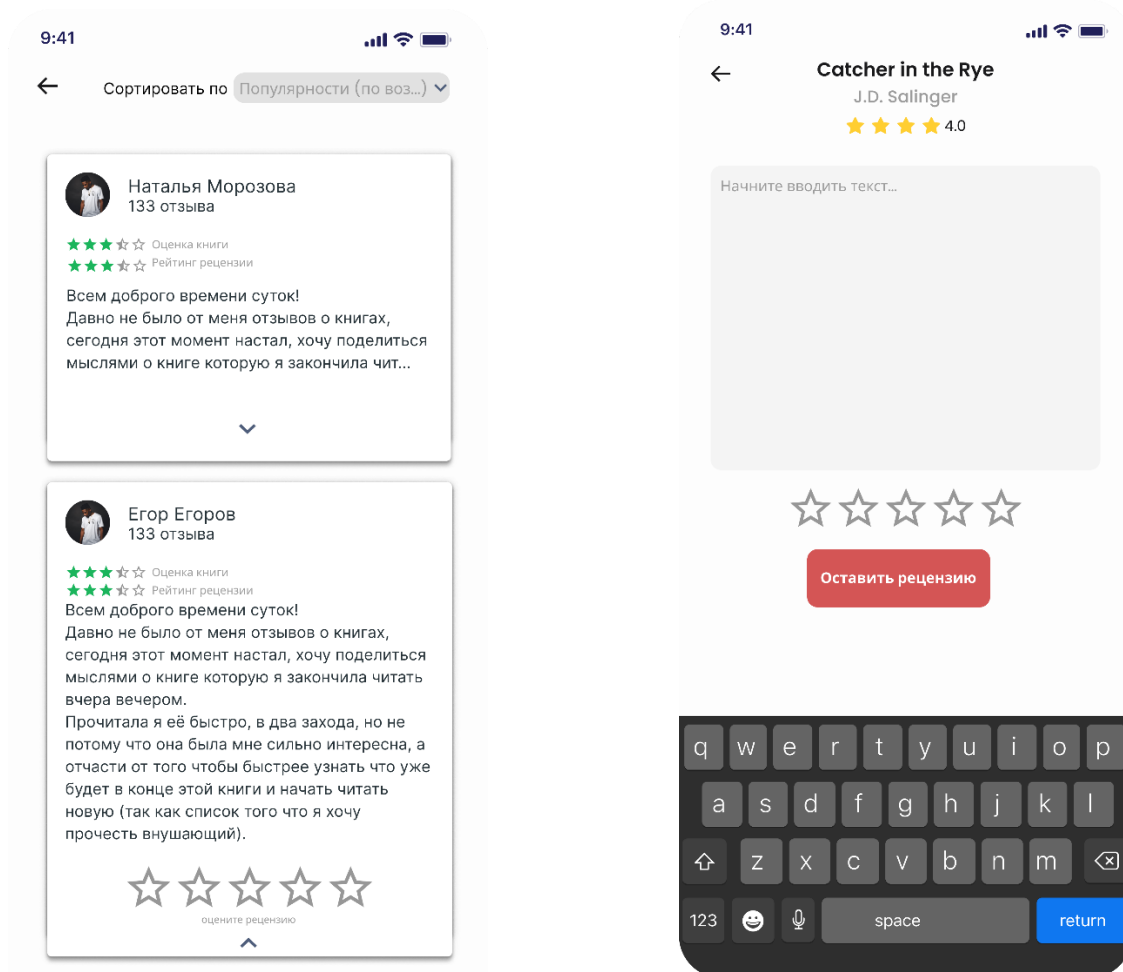 9:41
Сортировать по Популярности (по воз...)
Наталья Морозова
133 отзыва
Оценка книги
Рейтинг рецензии
Всем доброго времени суток!
Давно не было от меня отзывов о книгах,
сегодня этот момент настал, хочу поделиться
мыслями о книге которую я закончила чит...
Егор Егоров
133 отзыва
Оценка книги
Рейтинг рецензии
Всем доброго времени суток!
Давно не было от меня отзывов о книгах,
сегодня этот момент настал, хочу поделиться
мыслями о книге которую я закончила читать
вчера вечером.
Прочитала я её быстро, в два захода, но не
потому что она была мне сильно интересна, а
отчасти от того чтобы быстрее узнать что уже
будет в конце этой книги и начать читать
новую (так как список того что я хочу
прочесть внушающий).
оцените рецензию
9:41
Catcher in the Rye
J.D. Salinger
4.0
Начните вводить текст...
Оставить рецензию
q w e r t y u i o p
a s d f g h j k l
z x c v b n m
123 space return